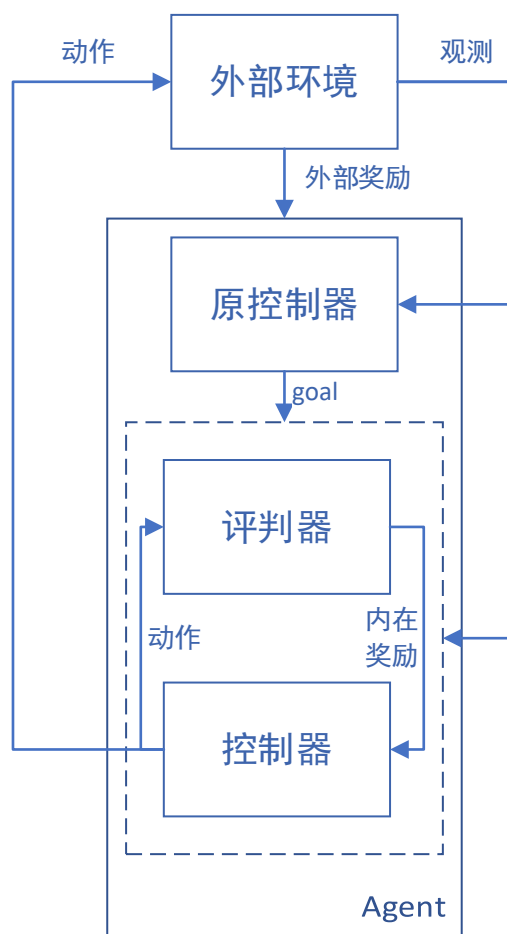 动作
外部环境
观测
外部奖励
原控制器
goal
评判器
动作
内在
奖励
控制器
Agent